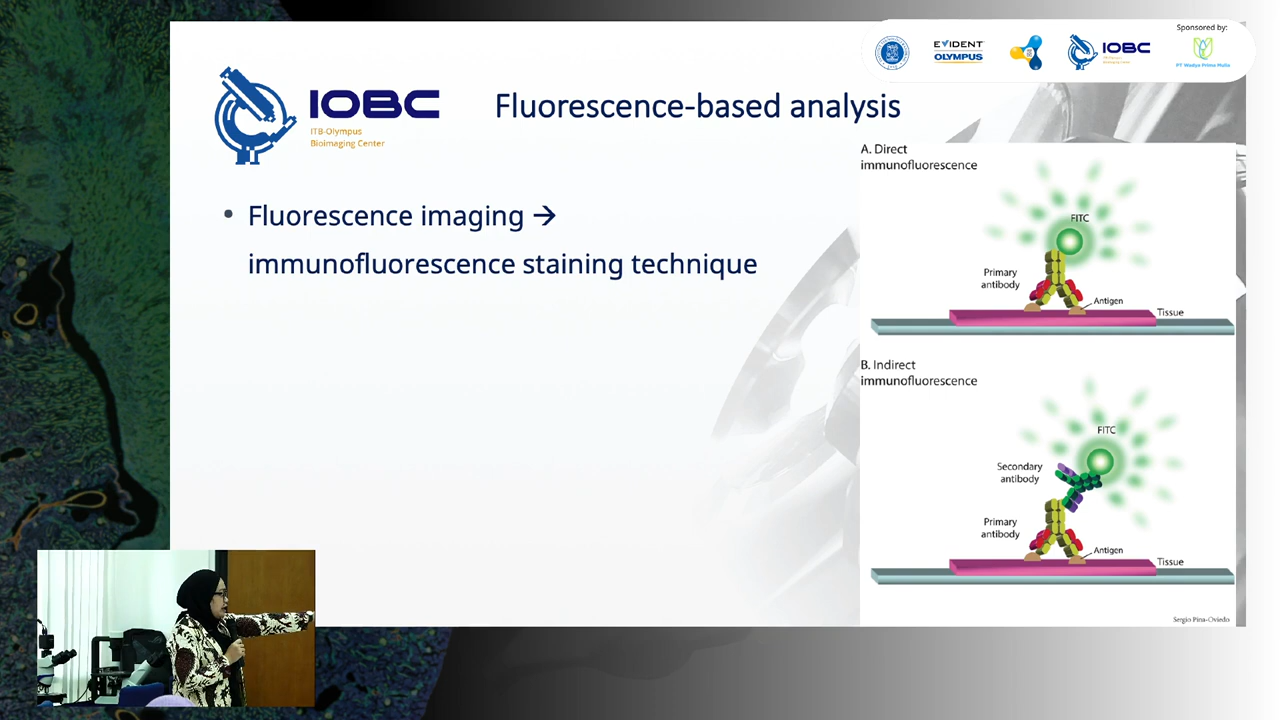 Sponsored by:
EVIDENT
OLYMPUS
IOBC
PT Wadya Prima Mulia
IOBC
ITB-Olympus
Bioimaging Center
Fluorescence-based analysis
• Fluorescence imaging →
immunofluorescence staining technique
A. Direct
immunofluorescence
FITC
Primary
antibody
Antigen
Tissue
B. Indirect
immunofluorescence
FITC
Secondary
antibody
Primary
antibody
Antigen
Tissue
Sergio Pina-Oviedo